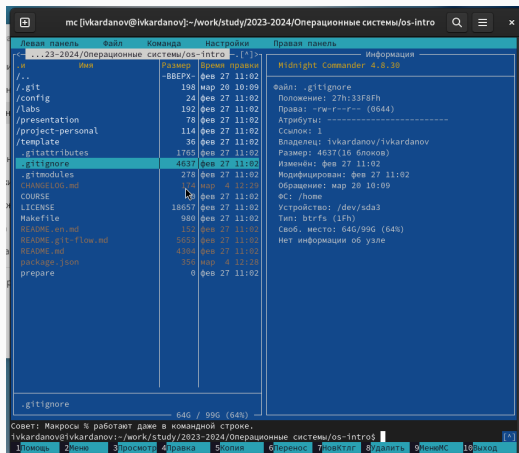 mc [ivkardanov@ivkardanov]:~/work/study/2023-2024/Операционные системы/os-intro
Левая панель Файл Команда Настройки Правая панель
<- ...23-2024/Операционные системы/os-intro -.[^]>
.и Имя Размер Время правки
/.. -ВВЕРХ- фев 27 11:02
/.git 198 мар 20 10:09
/config 24 фев 27 11:02
/labs 192 фев 27 11:02
/presentation 78 фев 27 11:02
/project-personal 114 фев 27 11:02
/template 36 фев 27 11:02
.gitattributes 1765 фев 27 11:02
.gitignore 4637 фев 27 11:02
.gitmodules 278 фев 27 11:02
CHANGELOG.md 174 мар 4 12:29
COURSE фев 27 11:02
LICENSE 18657 фев 27 11:02
Makefile 980 фев 27 11:02
README.en.md 152 фев 27 11:02
README.git-flow.md 5653 фев 27 11:02
README.md 4304 фев 27 11:02
package.json 356 мар 4 12:28
prepare 0 фев 27 11:02
.gitignore
64G / 99G (64%)
Информация
Midnight Commander 4.8.30
Файл: .gitignore
Положение: 27h:33F8Fh
Права: -rw-r--r-- (0644)
Атрибуты: ----------------------
Ссылок: 1
Владелец: ivkardanov/ivkardanov
Размер: 4637(16 блоков)
Изменён: фев 27 11:02
Модифицирован: фев 27 11:02
Обращение: мар 20 10:09
ФС: /home
Устройство: /dev/sda3
Тип: btrfs (1Fh)
Своб. место: 64G/99G (64%)
Нет информации об узле
Совет: Макросы % работают даже в командной строке.
ivkardanov@ivkardanov:~/work/study/2023-2024/Операционные системы/os-intro$ [^]
1Помощь 2Меню 3Просмотр 4Правка 5Копия 6Перенос 7НовКтлг 8Удалить 9МенюMC 10Выход